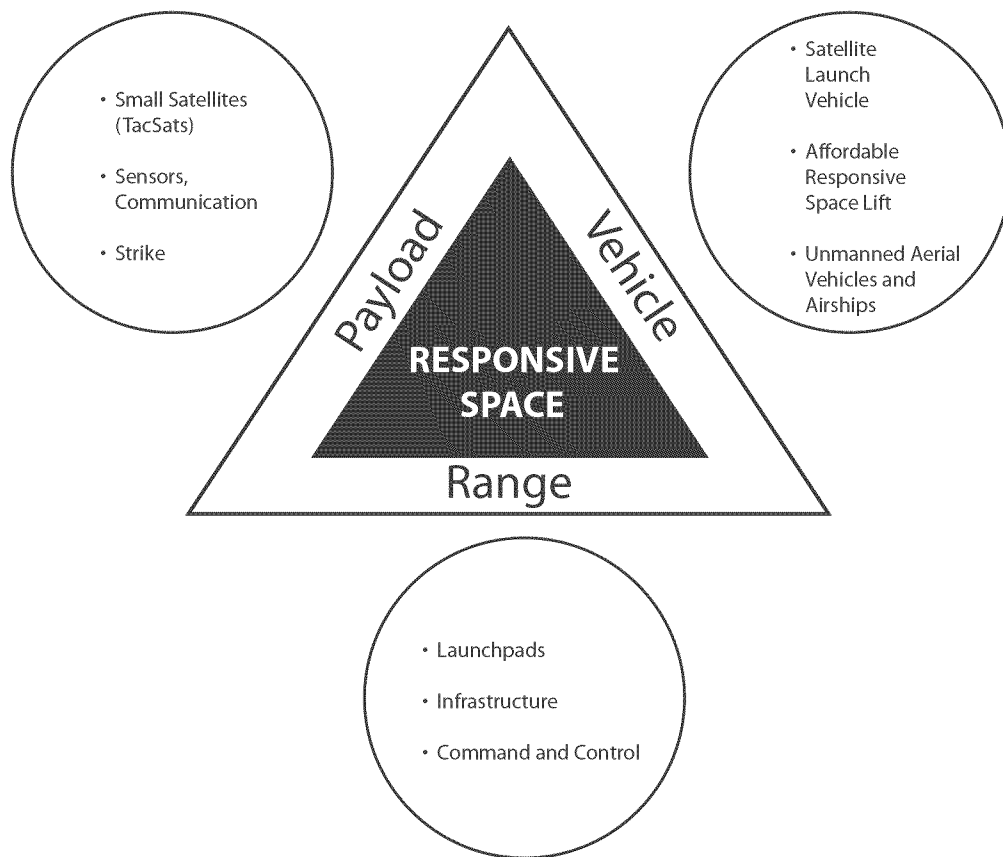 • Small Satellites
(TacSats)
• Sensors,
Communication
• Strike
Payload
Vehicle
• Satellite
Launch
Vehicle
• Affordable
Responsive
Space Lift
• Unmanned Aerial
Vehicles and
Airships
RESPONSIVE
SPACE
Range
• Launchpads
• Infrastructure
• Command and Control